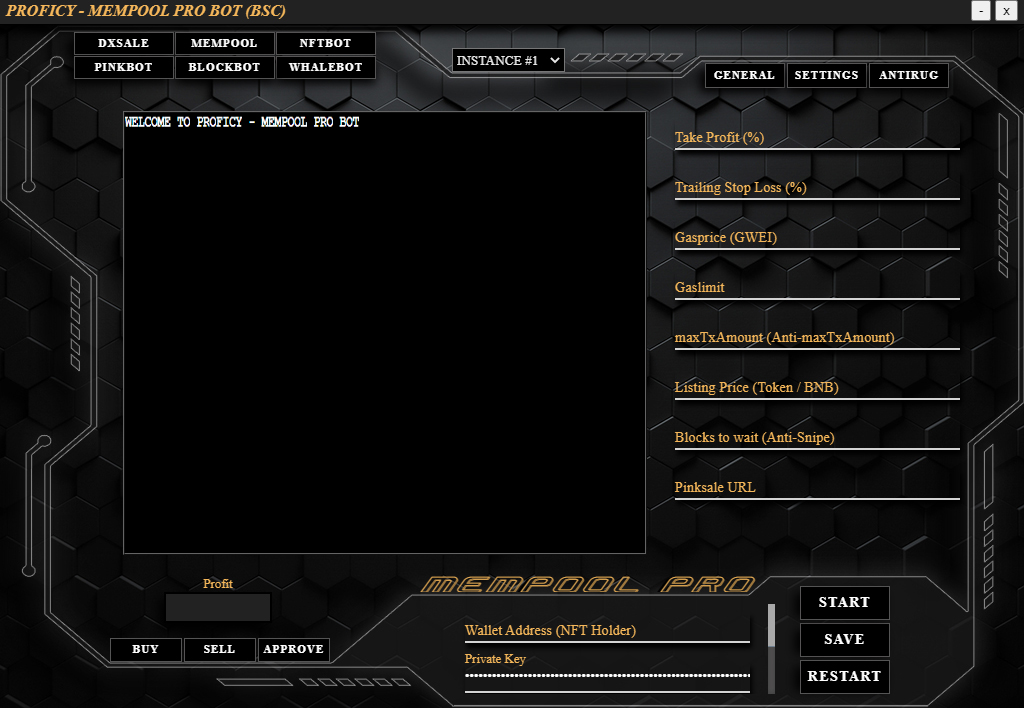 PROFICY - MEMPOOL PRO BOT (BSC)
- x
DXSALE MEMPOOL NFTBOT
PINKBOT BLOCKBOT WHALEBOT
INSTANCE #1
GENERAL SETTINGS ANTIRUG
WELCOME TO PROFICY - MEMPOOL PRO BOT
Take Profit (%)
Trailing Stop Loss (%)
Gasprice (GWEI)
Gaslimit
maxTxAmount (Anti-maxTxAmount)
Listing Price (Token / BNB)
Blocks to wait (Anti-Snipe)
Pinksale URL
Profit
BUY SELL APPROVE
MEMPOOL PRO
Wallet Address (NFT Holder)
Private Key
START
SAVE
RESTART